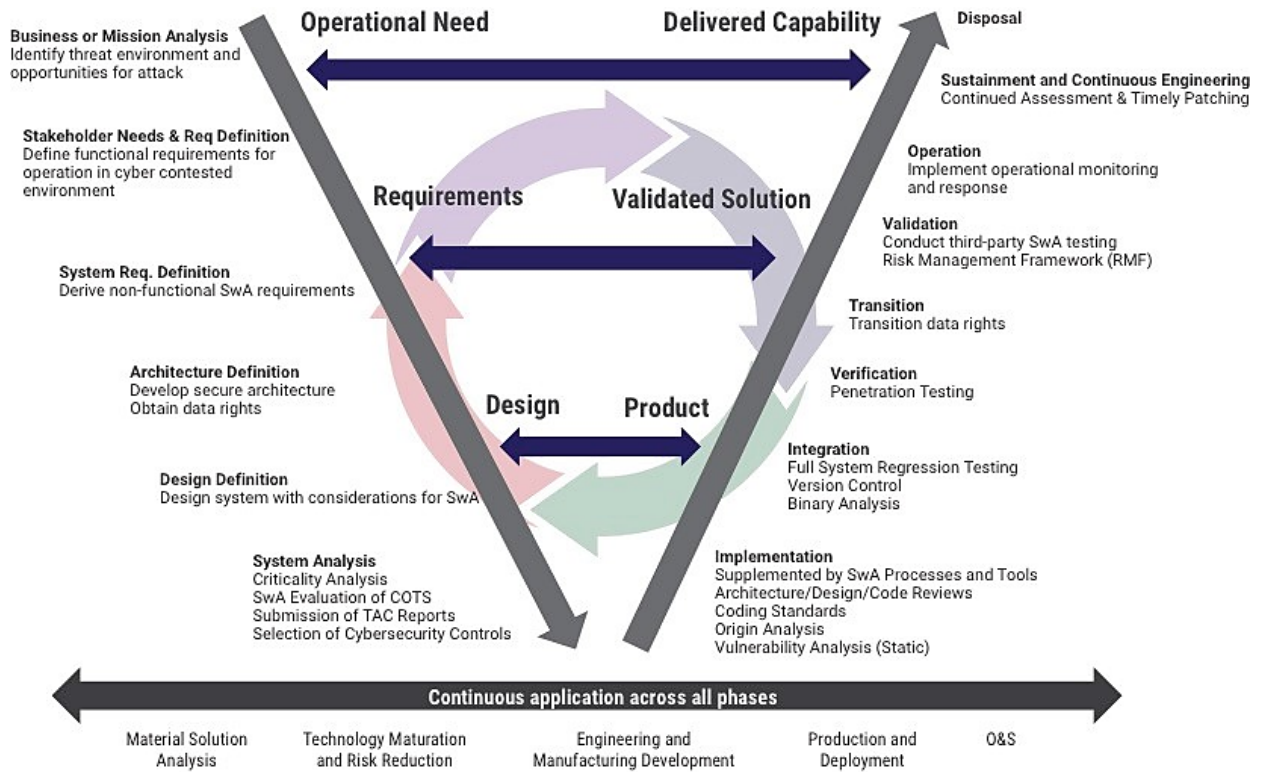 Operational Need
Delivered Capability
Disposal
Business or Mission Analysis
Identify threat environment and
opportunities for attack
Sustainment and Continuous Engineering
Continued Assessment & Timely Patching
Stakeholder Needs & Req Definition
Define functional requirements for
operation in cyber contested
environment
Operation
Implement operational monitoring
and response
Requirements
Validated Solution
Validation
Conduct third-party SwA testing
Risk Management Framework (RMF)
System Req. Definition
Derive non-functional SwA requirements
Transition
Transition data rights
Architecture Definition
Develop secure architecture
Obtain data rights
Verification
Penetration Testing
Design
Product
Integration
Full System Regression Testing
Version Control
Binary Analysis
Design Definition
Design system with considerations for SwA
System Analysis
Criticality Analysis
SwA Evaluation of COTS
Submission of TAC Reports
Selection of Cybersecurity Controls
Implementation
Supplemented by SwA Processes and Tools
Architecture/Design/Code Reviews
Coding Standards
Origin Analysis
Vulnerability Analysis (Static)
Continuous application across all phases
Material Solution
Analysis
Technology Maturation
and Risk Reduction
Engineering and
Manufacturing Development
Production and
Deployment
O&S